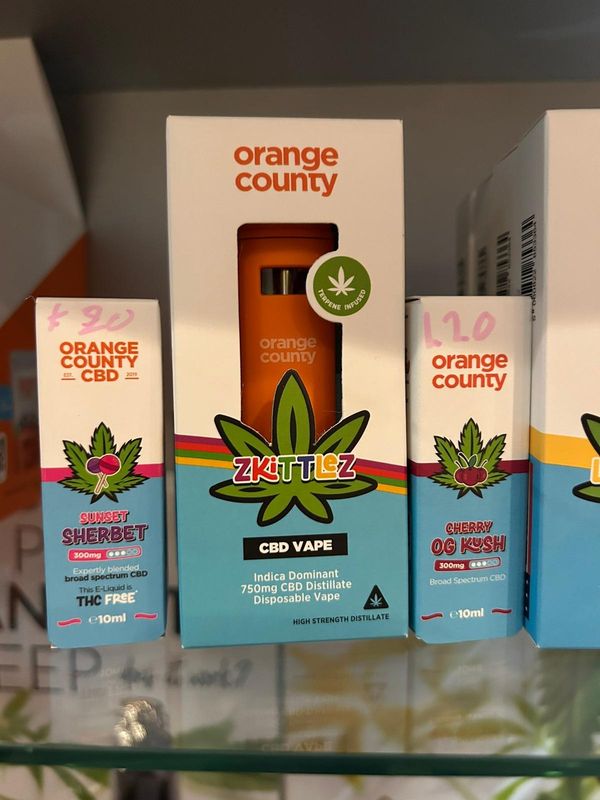 £20
ORANGE
COUNTY
CBD
EST. 2019
SUNSET
SHERBET
300mg
Expertly blended
broad spectrum CBD
This E-Liquid is
THC FREE*
℮10ml
orange
county
TERPENE INFUSED
orange
county
ZKITTLEZ
CBD VAPE
Indica Dominant
750mg CBD Distillate
Disposable Vape
HIGH STRENGTH DISTILLATE
£20
orange
county
CHERRY
OG KUSH
300mg
Broad Spectrum CBD
℮10ml